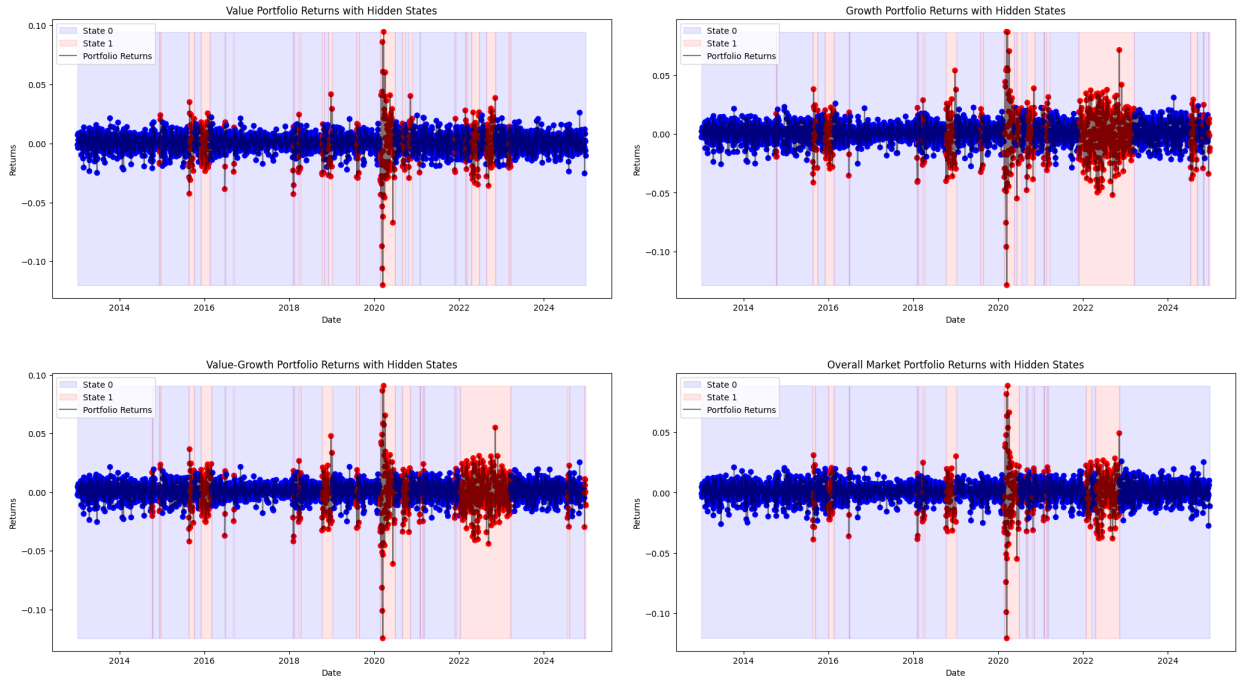 Value Portfolio Returns with Hidden States
State 0
State 1
Portfolio Returns
0.10
0.05
0.00
−0.05
−0.10
Returns
2014 2016 2018 2020 2022 2024
Date
Growth Portfolio Returns with Hidden States
State 0
State 1
Portfolio Returns
0.05
0.00
−0.05
−0.10
Returns
2014 2016 2018 2020 2022 2024
Date
Value-Growth Portfolio Returns with Hidden States
State 0
State 1
Portfolio Returns
0.10
0.05
0.00
−0.05
−0.10
Returns
2014 2016 2018 2020 2022 2024
Date
Overall Market Portfolio Returns with Hidden States
State 0
State 1
Portfolio Returns
0.05
0.00
−0.05
−0.10
Returns
2014 2016 2018 2020 2022 2024
Date